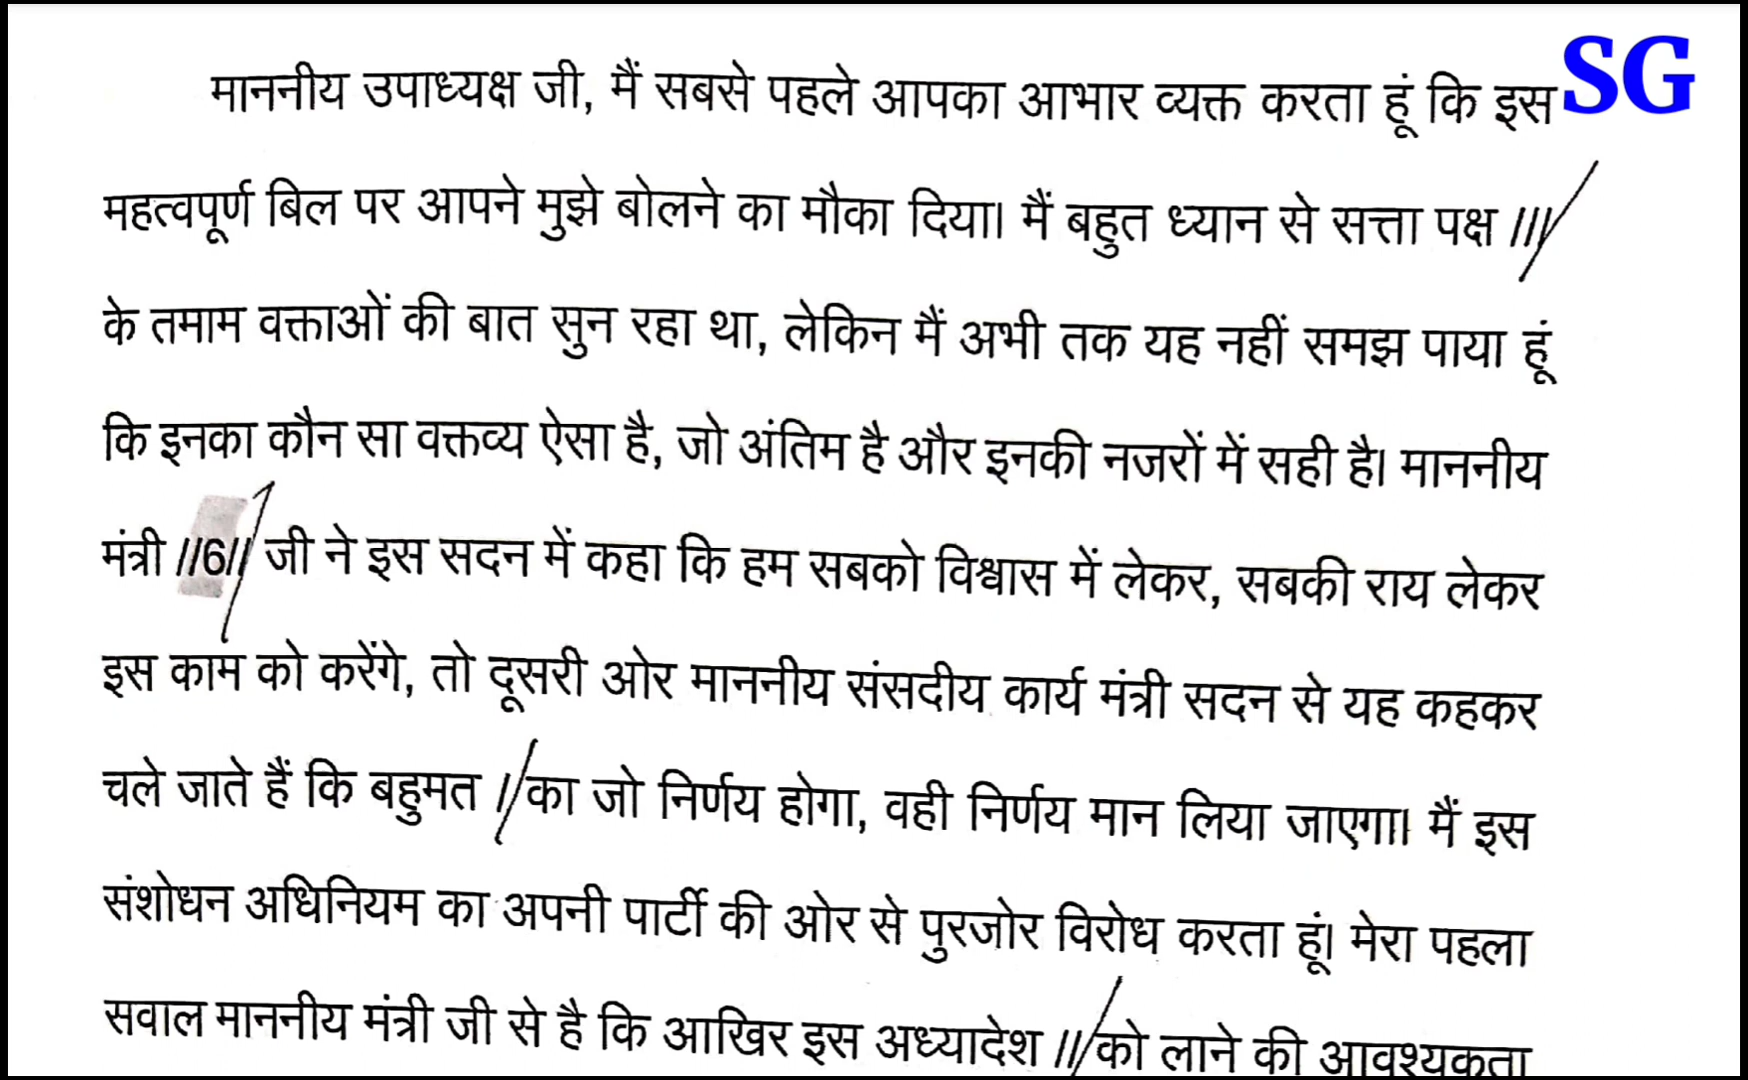 SG
माननीय उपाध्यक्ष जी, मैं सबसे पहले आपका आभार व्यक्त करता हूं कि इस
महत्वपूर्ण बिल पर आपने मुझे बोलने का मौका दिया। मैं बहुत ध्यान से सत्ता पक्ष ///
के तमाम वक्ताओं की बात सुन रहा था, लेकिन मैं अभी तक यह नहीं समझ पाया हूं
कि इनका कौन सा वक्तव्य ऐसा है, जो अंतिम है और इनकी नजरों में सही है। माननीय
मंत्री //6// जी ने इस सदन में कहा कि हम सबको विश्वास में लेकर, सबकी राय लेकर
इस काम को करेंगे, तो दूसरी ओर माननीय संसदीय कार्य मंत्री सदन से यह कहकर
चले जाते हैं कि बहुमत // का जो निर्णय होगा, वही निर्णय मान लिया जाएगा। मैं इस
संशोधन अधिनियम का अपनी पार्टी की ओर से पुरजोर विरोध करता हूं। मेरा पहला
सवाल माननीय मंत्री जी से है कि आखिर इस अध्यादेश // को लाने की आवश्यकता